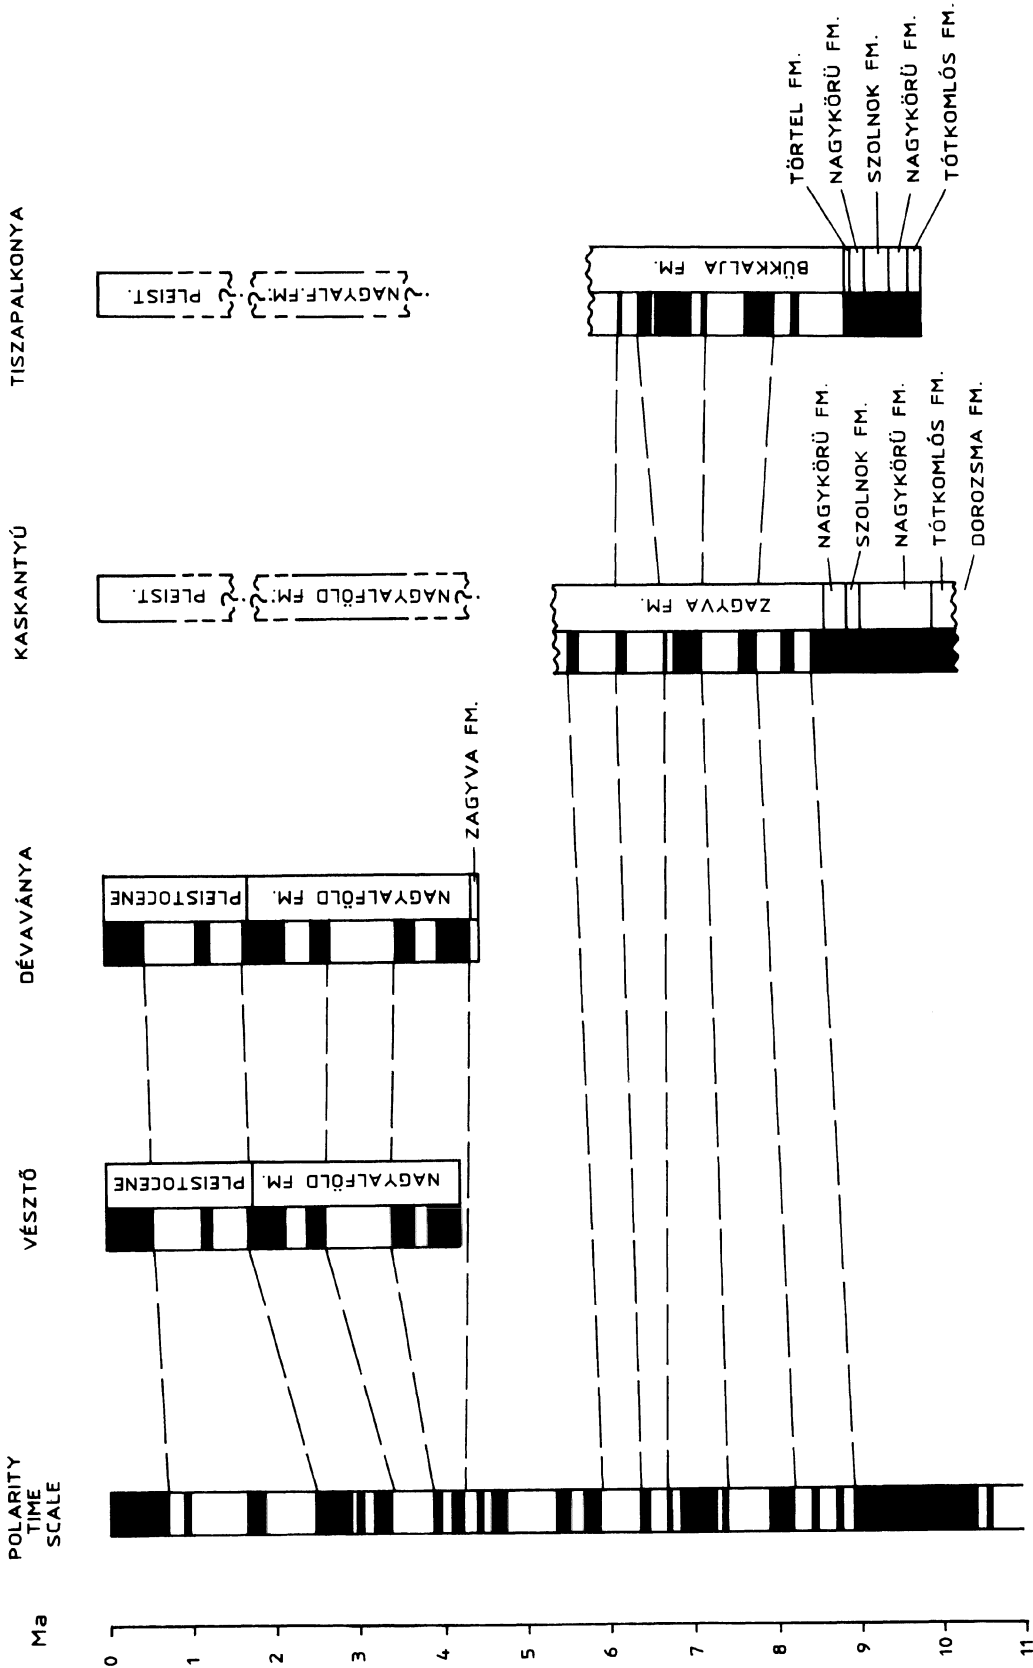 Ma
0
1
2
3
4
5
6
7
8
9
10
11
POLARITY
TIME
SCALE
VÉSZTŐ
PLEISTOCENE
NAGYALFÖLD FM.
DÉVAVÁNYA
PLEISTOCENE
NAGYALFÖLD FM.
ZAGYVA FM.
KASKANTYÚ
PLEIST.
NAGYALFÖLD FM.
ZAGYVA FM.
NAGYKÖRÜ FM.
SZOLNOK FM.
NAGYKÖRÜ FM.
TÓTKOMLÓS FM.
DOROZSMA FM.
TISZAPALKONYA
PLEIST.
NAGYALF.FM.
BÜKKALJA FM.
TÖRTEL FM.
NAGYKÖRÜ FM.
SZOLNOK FM.
NAGYKÖRÜ FM.
TÓTKOMLÓS FM.